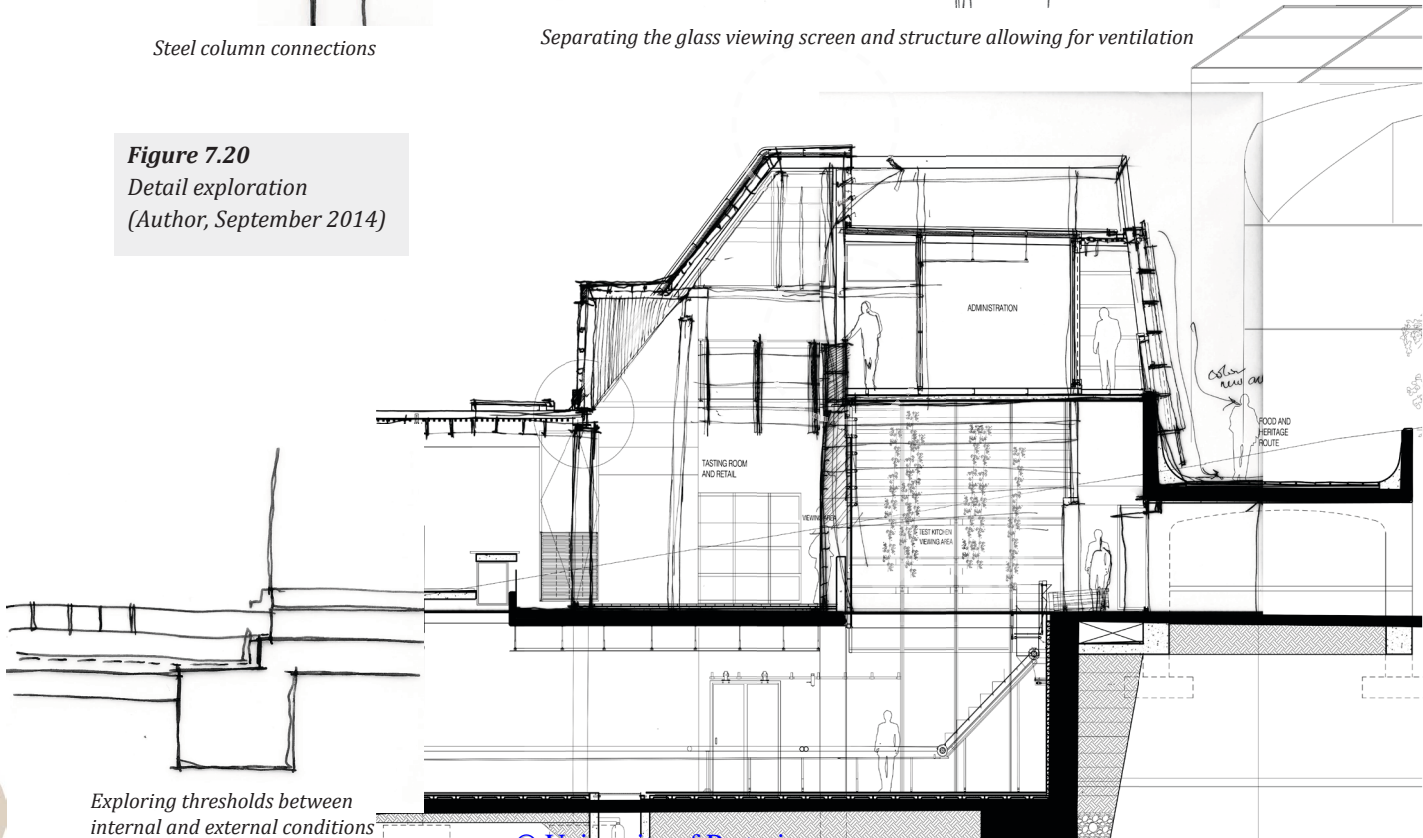 Steel column connections
Separating the glass viewing screen and structure allowing for ventilation
Figure 7.20
Detail exploration
(Author, September 2014)
ADMINISTRATION
FOOD AND
HERITAGE
ROUTE
TASTING ROOM
AND RETAIL
VIEWING AREA
TEST KITCHEN
VIEWING AREA
Exploring thresholds between
internal and external conditions